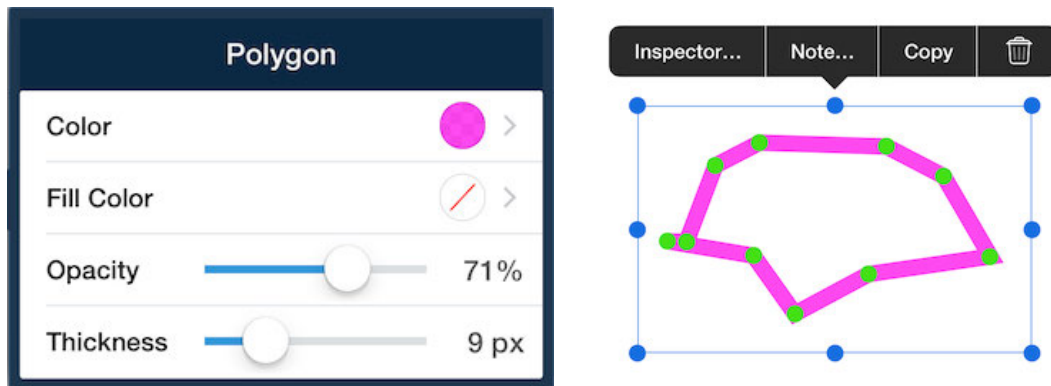 Polygon
Color
Fill Color
Opacity 71%
Thickness 9 px
Inspector... Note... Copy